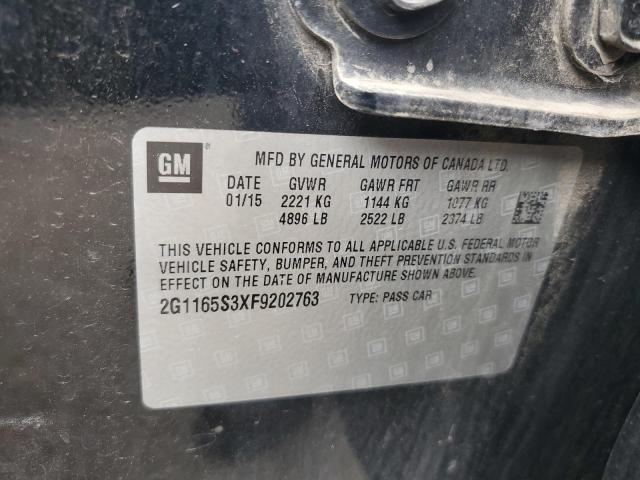 GM
MFD BY GENERAL MOTORS OF CANADA LTD.
DATE GVWR GAWR FRT GAWR RR
01/15 2221 KG 1144 KG 1077 KG
4896 LB 2522 LB 2374 LB
THIS VEHICLE CONFORMS TO ALL APPLICABLE U.S. FEDERAL MOTOR
VEHICLE SAFETY, BUMPER, AND THEFT PREVENTION STANDARDS IN
EFFECT ON THE DATE OF MANUFACTURE SHOWN ABOVE.
2G1165S3XF9202763 TYPE: PASS CAR